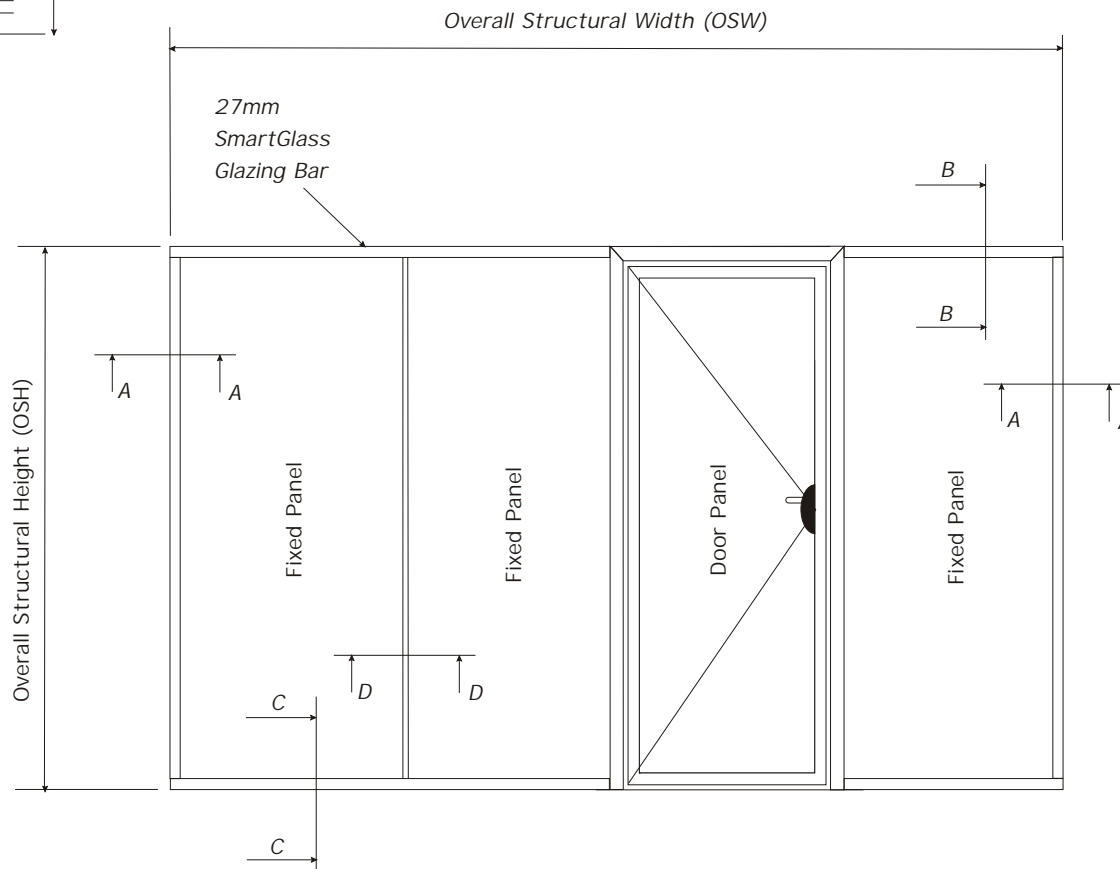 Overall Structural Width (OSW)
27mm
SmartGlass
Glazing Bar
B
B
A
A
A
Overall Structural Height (OSH)
Fixed Panel
Fixed Panel
Door Panel
Fixed Panel
D
D
C
C